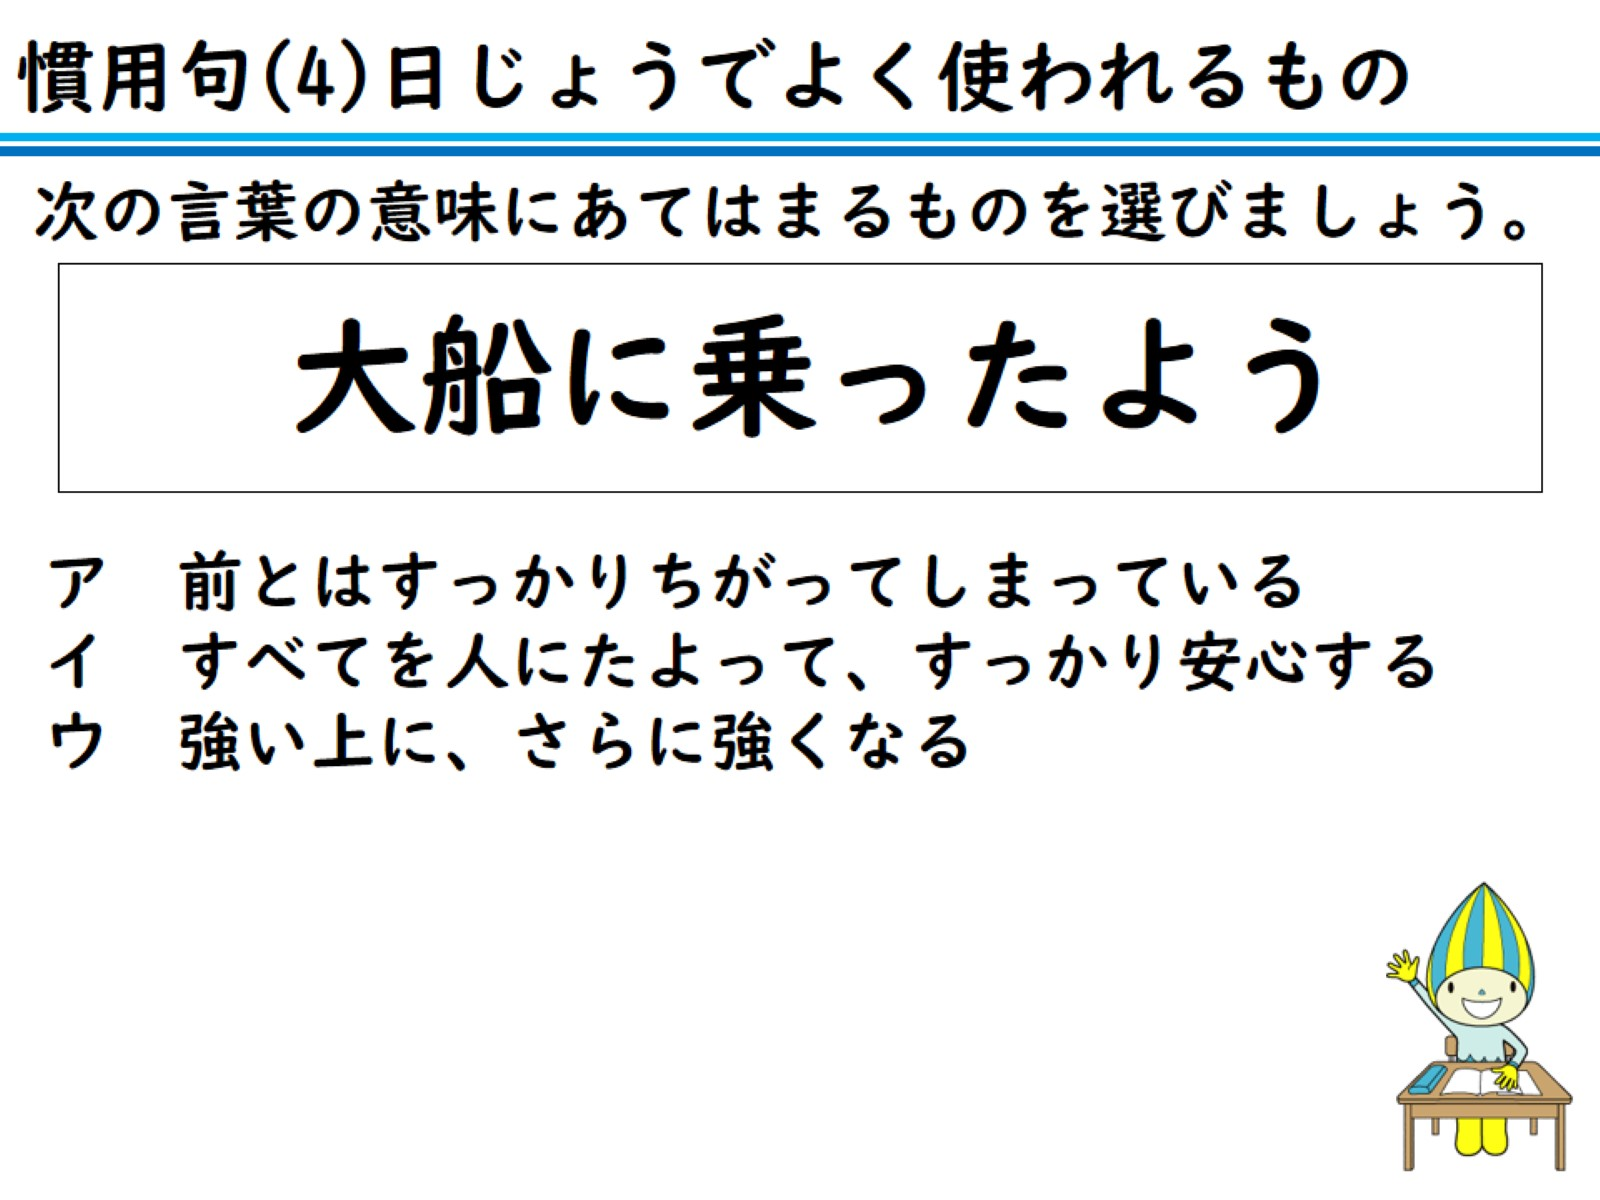 慣用句(4)日じょうでよく使われるもの
次の言葉の意味にあてはまるものを選びましょう。
大船に乗ったよう
ア　前とはすっかりちがってしまっている
イ　すべてを人にたよって、すっかり安心する
ウ　強い上に、さらに強くなる